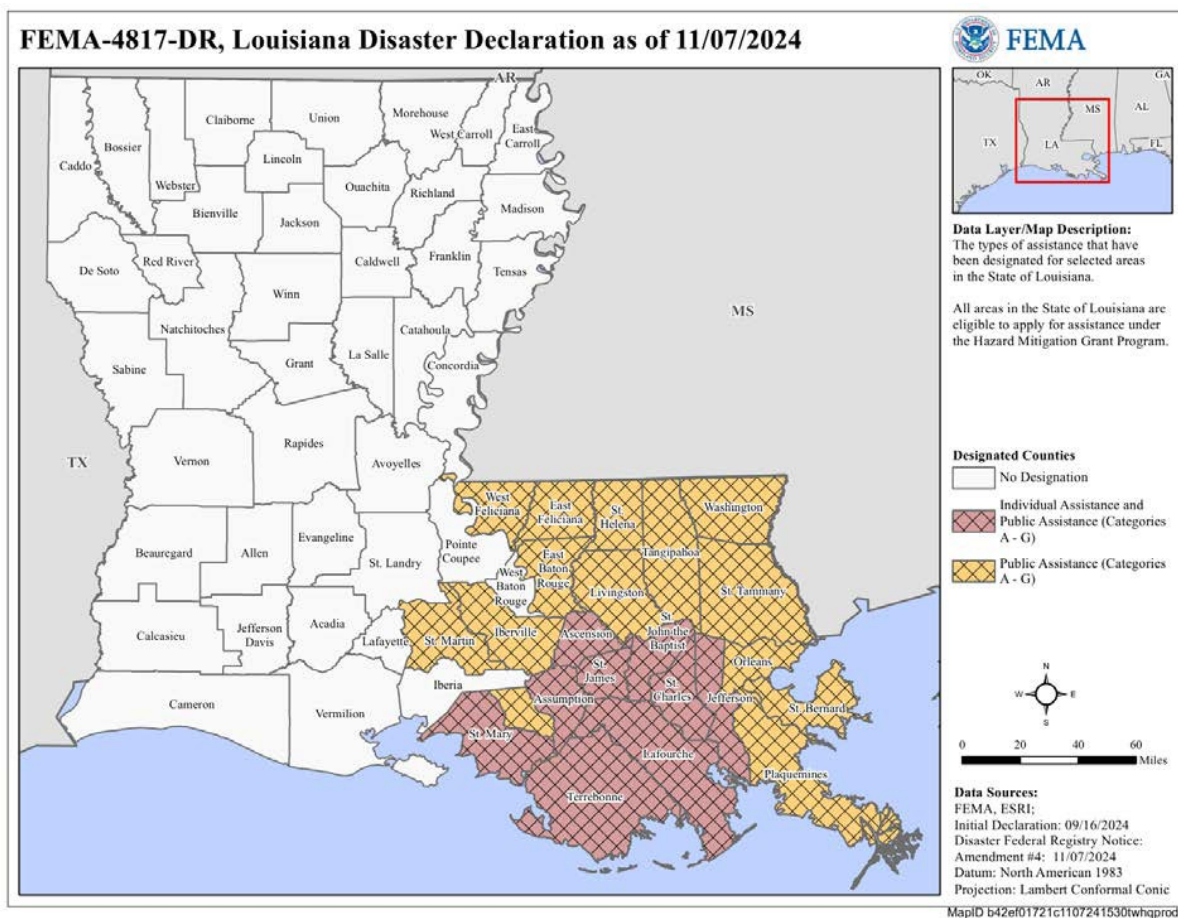 FEMA-4817-DR, Louisiana Disaster Declaration as of 11/07/2024
FEMA
AR
Claiborne
Union
Morehouse
West Carroll
East
Carroll
Caddo
Bossier
Webster
Lincoln
Ouachita
Richland
Madison
Bienville
Jackson
De Soto
Red River
Caldwell
Franklin
Tensas
Winn
Natchitoches
Catahoula
La Salle
Concordia
Sabine
Grant
MS
TX
Vernon
Rapides
Avoyelles
West
Feliciana
East
Feliciana
St.
Helena
Washington
Beauregard
Allen
Evangeline
St. Landry
Pointe
Coupee
West
Baton
Rouge
East
Baton
Rouge
Tangipahoa
Livingston
St. Tammany
Calcasieu
Jefferson
Davis
Acadia
Lafayette
St. Martin
Iberville
Ascension
St.
John the
Baptist
Orleans
Cameron
Vermilion
Iberia
Assumption
St.
James
St.
Charles
Jefferson
St. Bernard
St. Mary
Lafourche
Plaquemines
Terrebonne
OK
AR
GA
MS
AL
TX
LA
FL
Data Layer/Map Description:
The types of assistance that have
been designated for selected areas
in the State of Louisiana.
All areas in the State of Louisiana are
eligible to apply for assistance under
the Hazard Mitigation Grant Program.
Designated Counties
No Designation
Individual Assistance and
Public Assistance (Categories
A - G)
Public Assistance (Categories
A - G)
N
W E
S
0 20 40 60
Miles
Data Sources:
FEMA, ESRI;
Initial Declaration: 09/16/2024
Disaster Federal Registry Notice:
Amendment #4: 11/07/2024
Datum: North American 1983
Projection: Lambert Conformal Conic
MapID b42ef01721c1107241530twhqprod